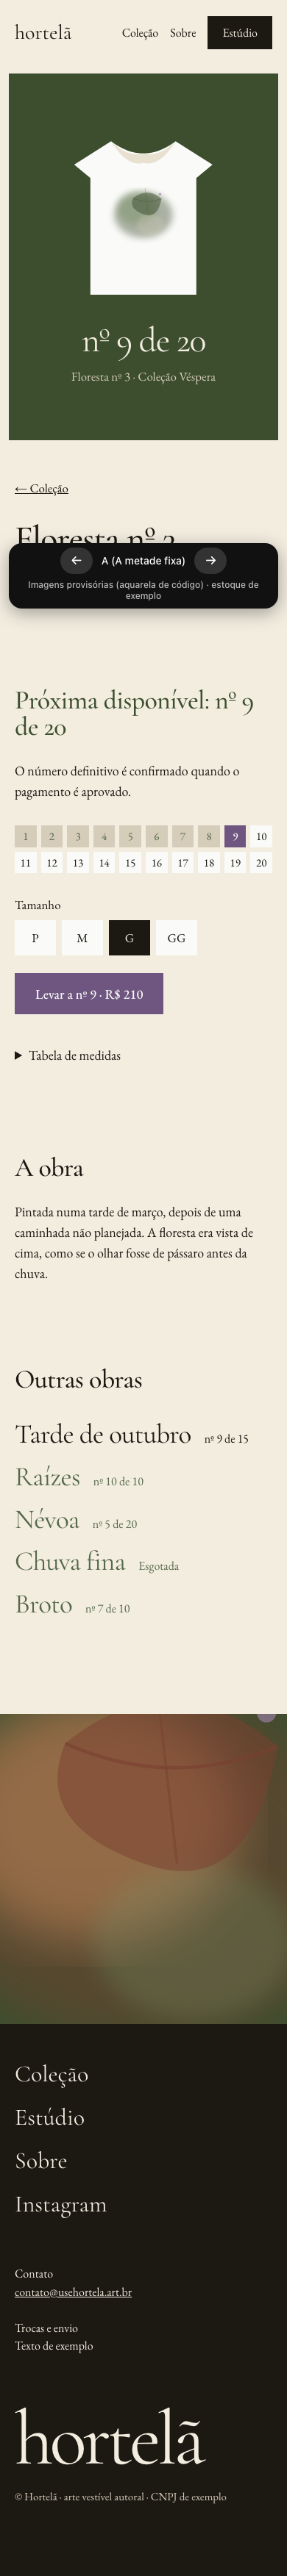 hortelã
Coleção Sobre Estúdio
nº 9 de 20
Floresta nº 3 · Coleção Véspera
← Coleção
Floresta nº 3
← A (A metade fixa) →
Imagens provisórias (aquarela de código) · estoque de
exemplo
Próxima disponível: nº 9
de 20
O número definitivo é confirmado quando o
pagamento é aprovado.
1 2 3 4 5 6 7 8 9 10
11 12 13 14 15 16 17 18 19 20
Tamanho
P M G GG
Levar a nº 9 · R$ 210
Tabela de medidas
A obra
Pintada numa tarde de março, depois de uma
caminhada não planejada. A floresta era vista de
cima, como se o olhar fosse de pássaro antes da
chuva.
Outras obras
Tarde de outubro nº 9 de 15
Raízes nº 10 de 10
Névoa nº 5 de 20
Chuva fina Esgotada
Broto nº 7 de 10
Coleção
Estúdio
Sobre
Instagram
Contato
contato@usehortela.art.br
Trocas e envio
Texto de exemplo
hortelã
© Hortelã · arte vestível autoral · CNPJ de exemplo